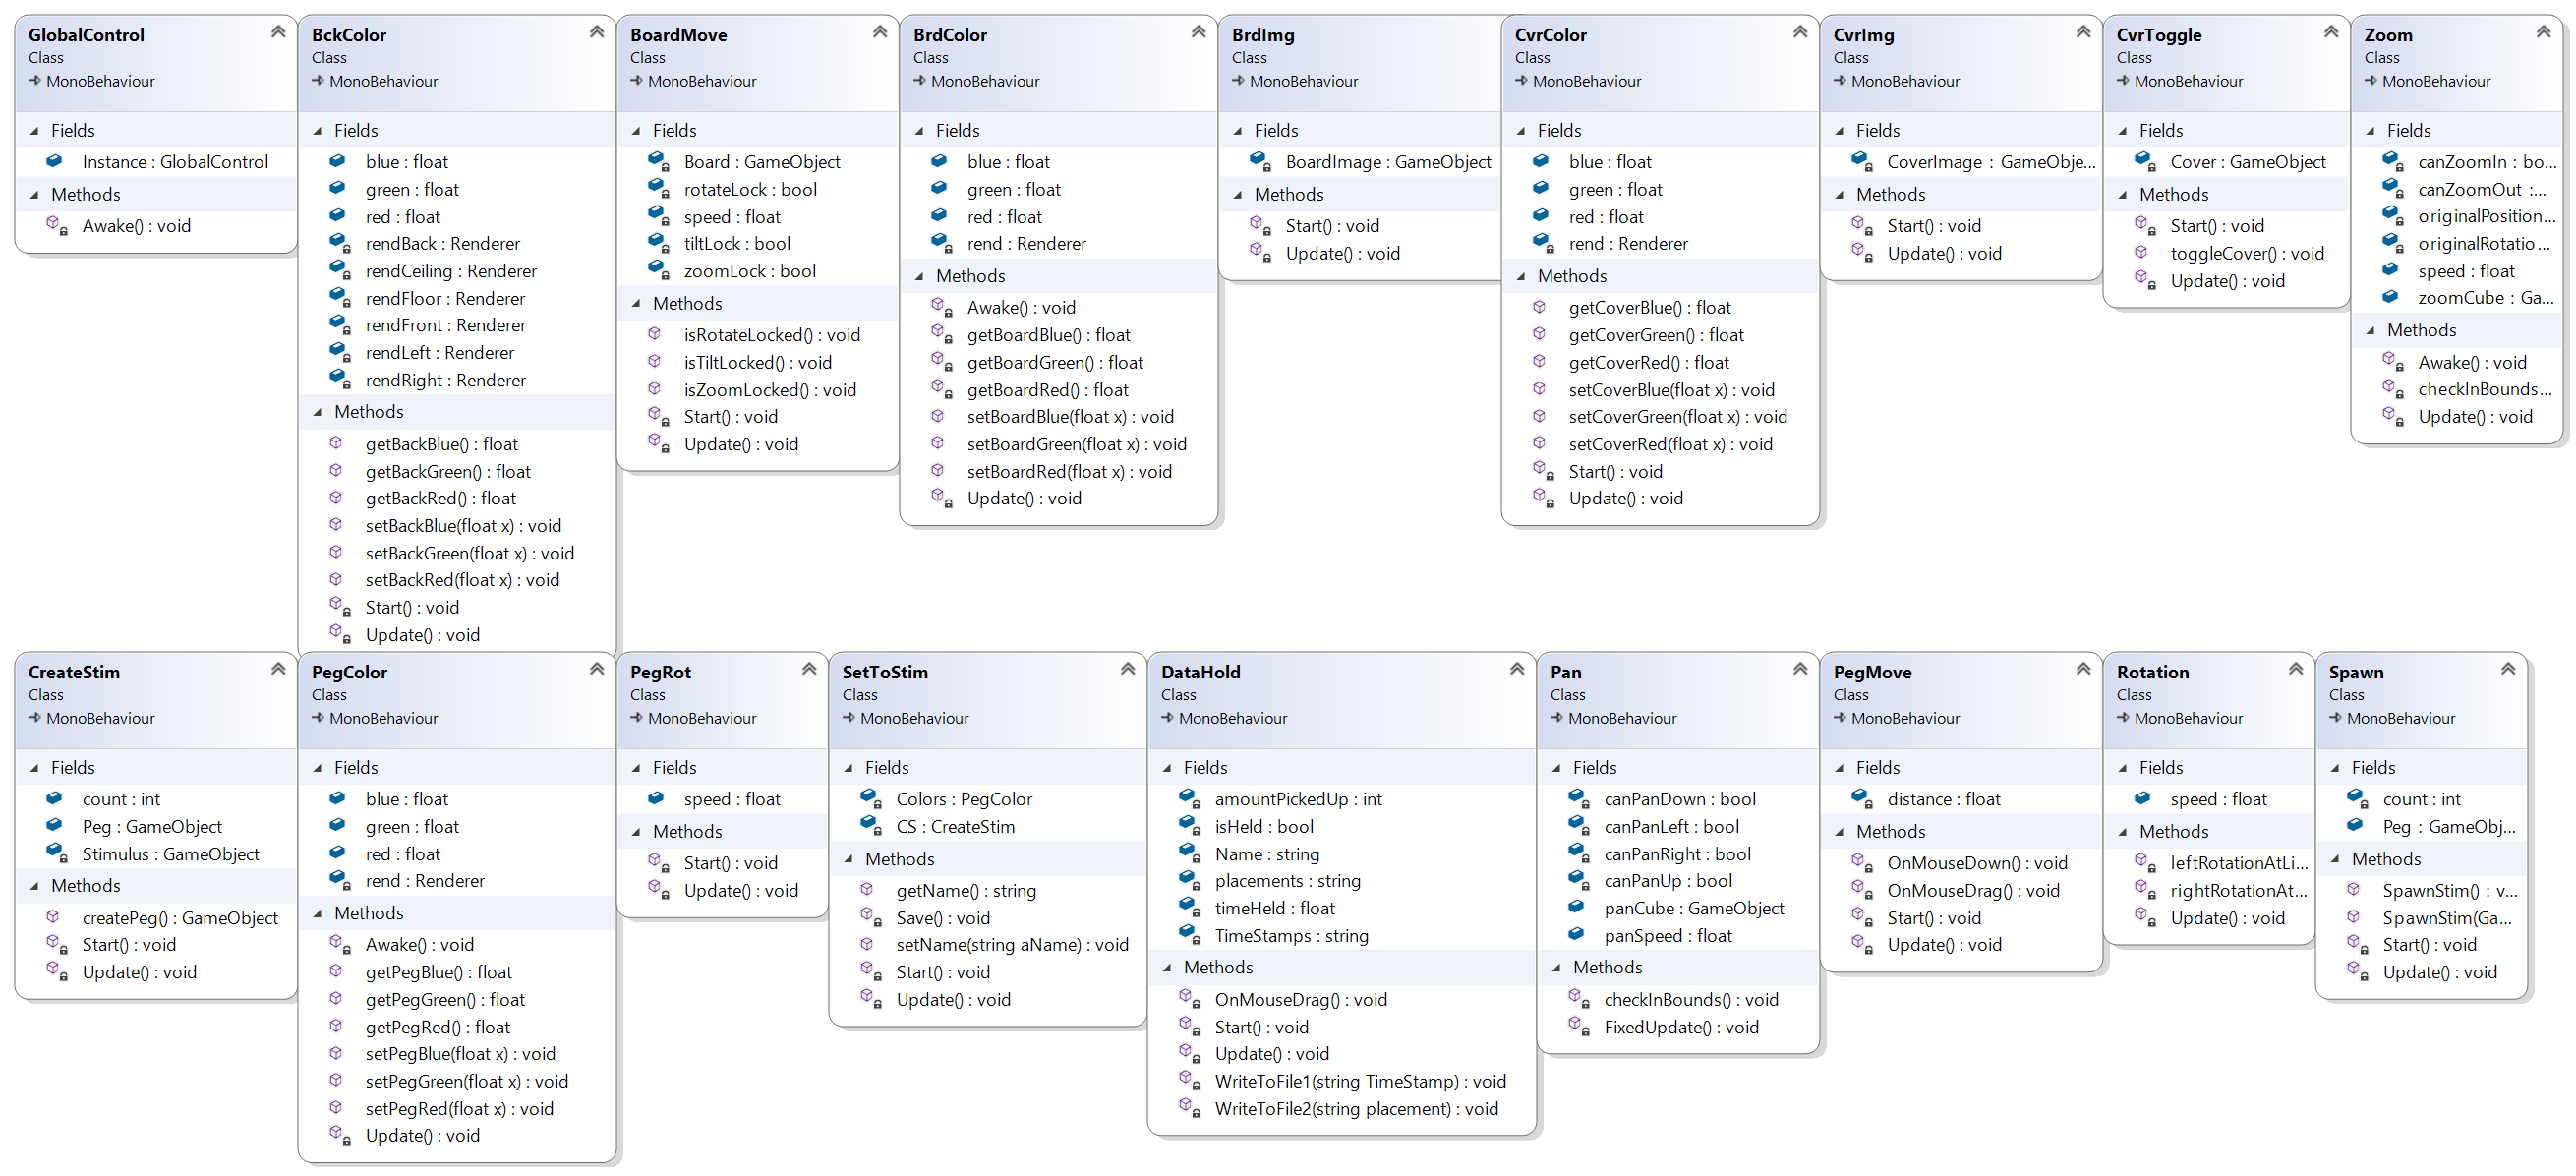 GlobalControl
Class
MonoBehaviour
Fields
Instance : GlobalControl
Methods
Awake() : void
BckColor
Class
MonoBehaviour
Fields
blue : float
green : float
red : float
rendBack : Renderer
rendCeiling : Renderer
rendFloor : Renderer
rendFront : Renderer
rendLeft : Renderer
rendRight : Renderer
Methods
getBackBlue() : float
getBackGreen() : float
getBackRed() : float
setBackBlue(float x) : void
setBackGreen(float x) : void
setBackRed(float x) : void
Start() : void
Update() : void
BoardMove
Class
MonoBehaviour
Fields
Board : GameObject
rotateLock : bool
speed : float
tiltLock : bool
zoomLock : bool
Methods
isRotateLocked() : void
isTiltLocked() : void
isZoomLocked() : void
Start() : void
Update() : void
BrdColor
Class
MonoBehaviour
Fields
blue : float
green : float
red : float
rend : Renderer
Methods
Awake() : void
getBoardBlue() : float
getBoardGreen() : float
getBoardRed() : float
setBoardBlue(float x) : void
setBoardGreen(float x) : void
setBoardRed(float x) : void
Update() : void
BrdImg
Class
MonoBehaviour
Fields
BoardImage : GameObject
Methods
Start() : void
Update() : void
CvrColor
Class
MonoBehaviour
Fields
blue : float
green : float
red : float
rend : Renderer
Methods
getCoverBlue() : float
getCoverGreen() : float
getCoverRed() : float
setCoverBlue(float x) : void
setCoverGreen(float x) : void
setCoverRed(float x) : void
Start() : void
Update() : void
CvrImg
Class
MonoBehaviour
Fields
CoverImage : GameObje...
Methods
Start() : void
Update() : void
CvrToggle
Class
MonoBehaviour
Fields
Cover : GameObject
Methods
Start() : void
toggleCover() : void
Update() : void
Zoom
Class
MonoBehaviour
Fields
canZoomIn : bo...
canZoomOut :...
originalPosition...
originalRotatio...
speed : float
zoomCube : Ga...
Methods
Awake() : void
checkInBounds...
Update() : void
CreateStim
Class
MonoBehaviour
Fields
count : int
Peg : GameObject
Stimulus : GameObject
Methods
createPeg() : GameObject
Start() : void
Update() : void
PegColor
Class
MonoBehaviour
Fields
blue : float
green : float
red : float
rend : Renderer
Methods
Awake() : void
getPegBlue() : float
getPegGreen() : float
getPegRed() : float
setPegBlue(float x) : void
setPegGreen(float x) : void
setPegRed(float x) : void
Update() : void
PegRot
Class
MonoBehaviour
Fields
speed : float
Methods
Start() : void
Update() : void
SetToStim
Class
MonoBehaviour
Fields
Colors : PegColor
CS : CreateStim
Methods
getName() : string
Save() : void
setName(string aName) : void
Start() : void
Update() : void
DataHold
Class
MonoBehaviour
Fields
amountPickedUp : int
isHeld : bool
Name : string
placements : string
timeHeld : float
TimeStamps : string
Methods
OnMouseDrag() : void
Start() : void
Update() : void
WriteToFile1(string TimeStamp) : void
WriteToFile2(string placement) : void
Pan
Class
MonoBehaviour
Fields
canPanDown : bool
canPanLeft : bool
canPanRight : bool
canPanUp : bool
panCube : GameObject
panSpeed : float
Methods
checkInBounds() : void
FixedUpdate() : void
PegMove
Class
MonoBehaviour
Fields
distance : float
Methods
OnMouseDown() : void
OnMouseDrag() : void
Start() : void
Update() : void
Rotation
Class
MonoBehaviour
Fields
speed : float
Methods
leftRotationAtLi...
rightRotationAt...
Update() : void
Spawn
Class
MonoBehaviour
Fields
count : int
Peg : GameObj...
Methods
SpawnStim() : v...
SpawnStim(Ga...
Start() : void
Update() : void